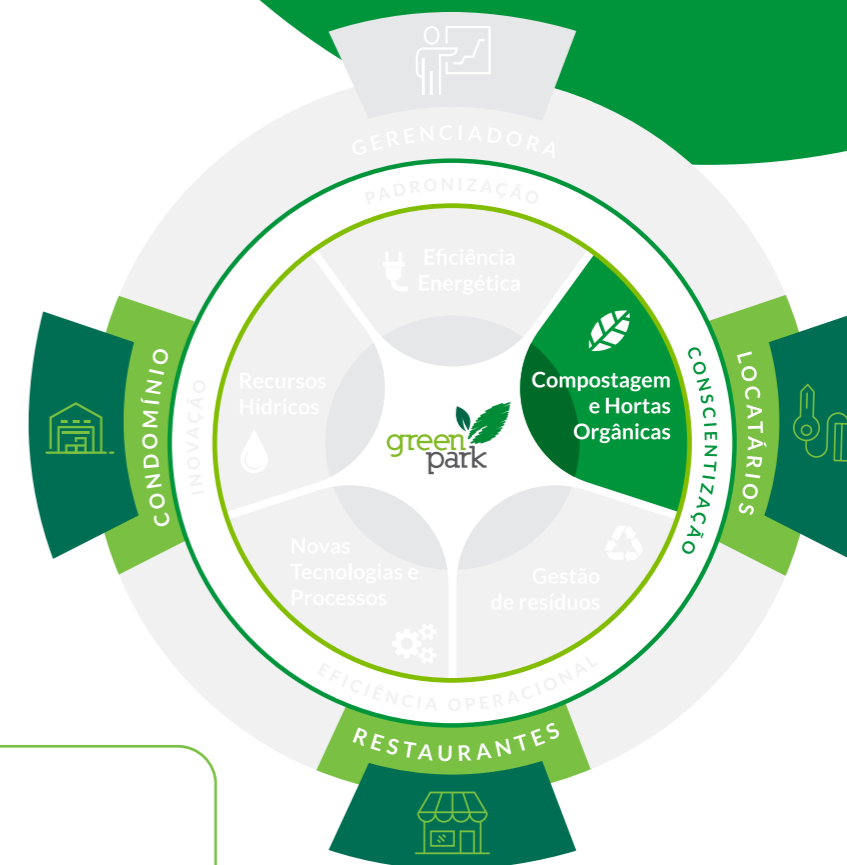 GERENCIADORA
PADRONIZAÇÃO
Eficiência
Energética
Compostagem
e Hortas
Orgânicas
CONSCIENTIZAÇÃO
LOCATÁRIOS
CONDOMÍNIO
INOVAÇÃO
Recursos
Hídricos
green
park
Novas
Tecnologias e
Processos
Gestão
de resíduos
EFICIÊNCIA OPERACIONAL
RESTAURANTES